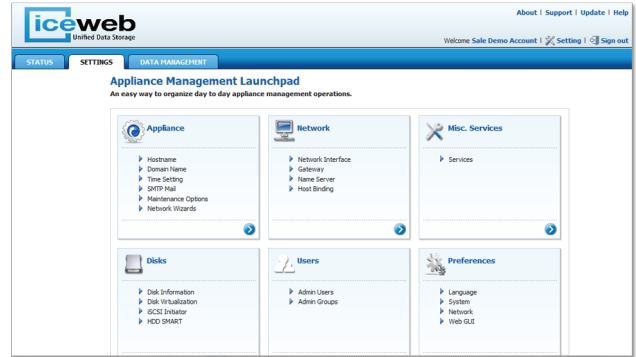 About | Support | Update | Help
iceweb
Unified Data Storage
Welcome Sale Demo Account | Setting | Sign out
STATUS SETTINGS DATA MANAGEMENT
Appliance Management Launchpad
An easy way to organize day to day appliance management operations.
Appliance
Hostname
Domain Name
Time Setting
SMTP Mail
Maintenance Options
Network Wizards
Network
Network Interface
Gateway
Name Server
Host Binding
Misc. Services
Services
Disks
Disk Information
Disk Virtualization
iSCSI Initiator
HDD SMART
Users
Admin Users
Admin Groups
Preferences
Language
System
Network
Web GUI